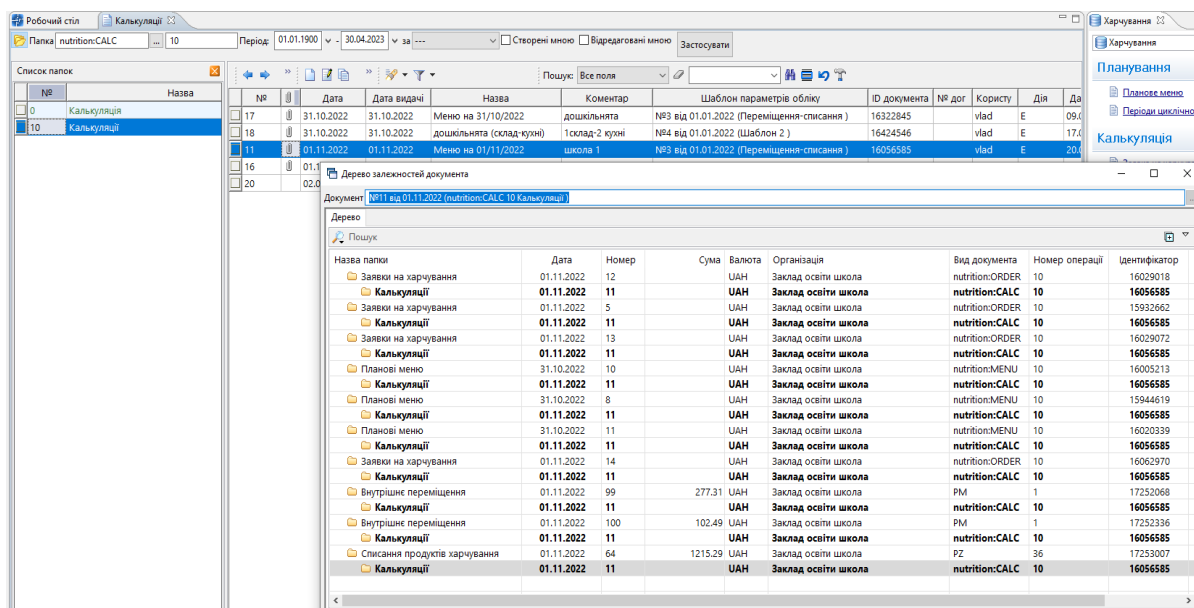 Робочий стіл Калькуляції Харчування
Папка nutrition:CALC ... 10 Період: 01.01.1900 - 30.04.2023 за --- Створені мною Відредаговані мною Застосувати Харчування
Список папок Пошук: Все поля Планування
№ Назва № Дата Дата видачі Назва Коментар Шаблон параметрів обліку ID документа № дог Користу Дія Да Планове меню
0 Калькуляція 17 31.10.2022 31.10.2022 Меню на 31/10/2022 дошкільнята №3 від 01.01.2022 (Переміщення-списання ) 16322845 vlad E 09.0 Періоди циклічно
10 Калькуляції 18 31.10.2022 31.10.2022 дошкільнята (склад-кухні) 1склад-2 кухні №4 від 01.01.2022 (Шаблон 2 ) 16424546 vlad E 17.0 Калькуляція
11 01.11.2022 01.11.2022 Меню на 01/11/2022 школа 1 №3 від 01.01.2022 (Переміщення-списання ) 16056585 vlad E 20.0
16 01.1 Дерево залежностей документа
20 02.0
Документ №11 від 01.11.2022 (nutrition:CALC 10 Калькуляції ) ...
Дерево
Пошук
Назва папки Дата Номер Сума Валюта Організація Вид документа Номер операції Ідентифікатор
Заявки на харчування 01.11.2022 12 UAH Заклад освіти школа nutrition:ORDER 10 16029018
Калькуляції 01.11.2022 11 UAH Заклад освіти школа nutrition:CALC 10 16056585
Заявки на харчування 01.11.2022 5 UAH Заклад освіти школа nutrition:ORDER 10 15932662
Калькуляції 01.11.2022 11 UAH Заклад освіти школа nutrition:CALC 10 16056585
Заявки на харчування 01.11.2022 13 UAH Заклад освіти школа nutrition:ORDER 10 16029072
Калькуляції 01.11.2022 11 UAH Заклад освіти школа nutrition:CALC 10 16056585
Планові меню 31.10.2022 10 UAH Заклад освіти школа nutrition:MENU 10 16005213
Калькуляції 01.11.2022 11 UAH Заклад освіти школа nutrition:CALC 10 16056585
Планові меню 31.10.2022 8 UAH Заклад освіти школа nutrition:MENU 10 15944619
Калькуляції 01.11.2022 11 UAH Заклад освіти школа nutrition:CALC 10 16056585
Планові меню 31.10.2022 11 UAH Заклад освіти школа nutrition:MENU 10 16020339
Калькуляції 01.11.2022 11 UAH Заклад освіти школа nutrition:CALC 10 16056585
Заявки на харчування 01.11.2022 14 UAH Заклад освіти школа nutrition:ORDER 10 16062970
Калькуляції 01.11.2022 11 UAH Заклад освіти школа nutrition:CALC 10 16056585
Внутрішнє переміщення 01.11.2022 99 277.31 UAH Заклад освіти школа PM 1 17252068
Калькуляції 01.11.2022 11 UAH Заклад освіти школа nutrition:CALC 10 16056585
Внутрішнє переміщення 01.11.2022 100 102.49 UAH Заклад освіти школа PM 1 17252336
Калькуляції 01.11.2022 11 UAH Заклад освіти школа nutrition:CALC 10 16056585
Списання продуктів харчування 01.11.2022 64 1215.29 UAH Заклад освіти школа PZ 36 17253007
Калькуляції 01.11.2022 11 UAH Заклад освіти школа nutrition:CALC 10 16056585